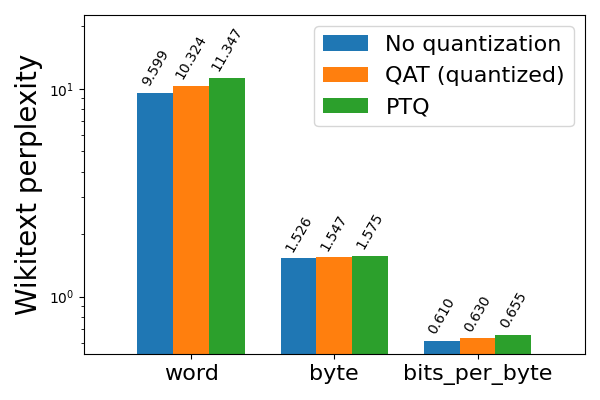 Wikitext perplexity
10¹
10⁰
9.599
10.324
11.347
1.526
1.547
1.575
0.610
0.630
0.655
No quantization
QAT (quantized)
PTQ
word
byte
bits_per_byte